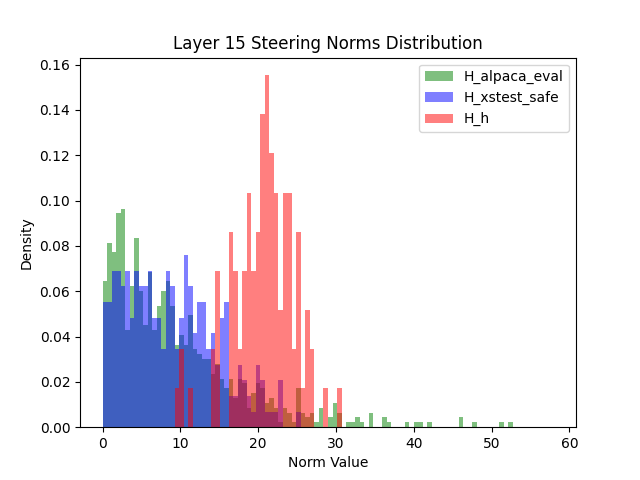 Layer 15 Steering Norms Distribution
H_alpaca_eval
H_xstest_safe
H_h
Density
0.16
0.14
0.12
0.10
0.08
0.06
0.04
0.02
0.00
0 10 20 30 40 50 60
Norm Value